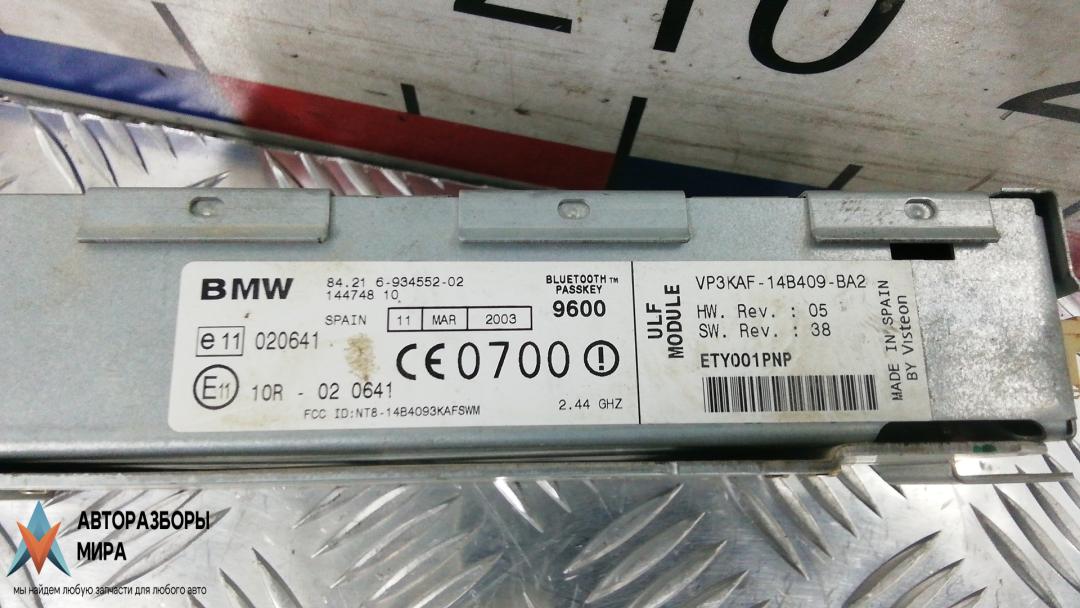 210
BMW
84.21 6-934552-02
144748 10
BLUETOOTH™
PASSKEY
9600
SPAIN
11 MAR 2003
e 11 020641
CE 0700
E11 10R - 02 0641
FCC ID:NT8-14B4093KAFSWM
2.44 GHZ
ULF
MODULE
VP3KAF-14B409-BA2
HW. Rev. : 05
SW. Rev. : 38
ETY001PNP
MADE IN SPAIN
BY Visteon
АВТОРАЗБОРЫ
МИРА
мы найдем любую запчасти для любого авто